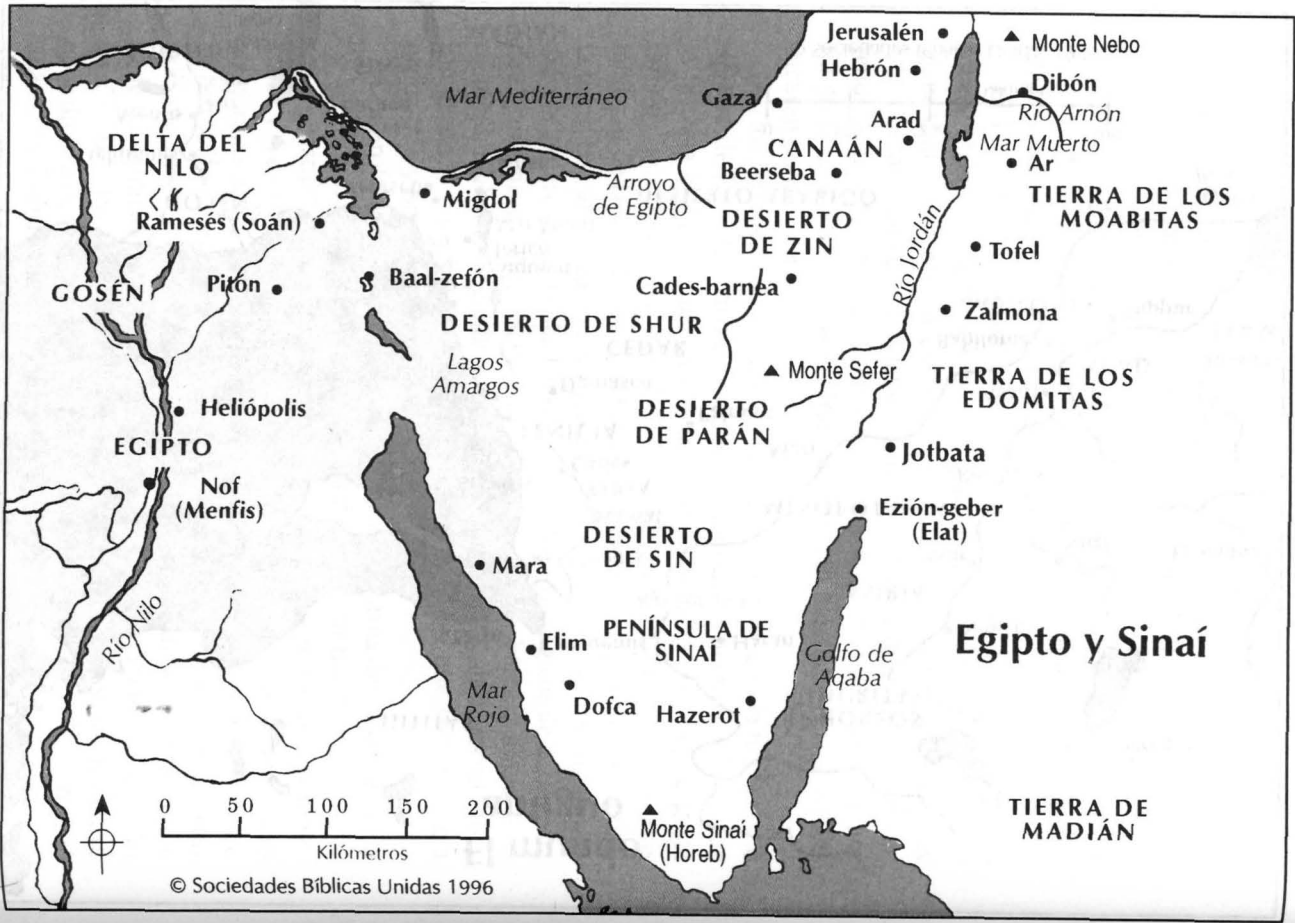 Jerusalén
Monte Nebo
Hebrón
Dibón
Mar Mediterráneo
Gaza
Río Arnón
Arad
DELTA DEL
NILO
CANAÁN
Mar Muerto
Beerseba
Ar
Migdol
Arroyo
de Egipto
TIERRA DE LOS
MOABITAS
Ramesés (Soán)
DESIERTO
DE ZIN
Río Jordán
Tofel
GOSÉN
Pitón
Baal-zefón
Cades-barnea
Zalmona
DESIERTO DE SHUR
Lagos
Amargos
Monte Sefer
TIERRA DE LOS
EDOMITAS
Heliópolis
DESIERTO
DE PARÁN
EGIPTO
Jotbata
Nof
(Menfis)
Ezión-geber
(Elat)
DESIERTO
DE SIN
Mara
Río Nilo
Elim
PENÍNSULA DE
SINAÍ
Golfo de
Aqaba
Egipto y Sinaí
Mar
Rojo
Dofca
Hazerot
0 50 100 150 200
Kilómetros
Monte Sinaí
(Horeb)
TIERRA DE
MADIÁN
© Sociedades Bíblicas Unidas 1996